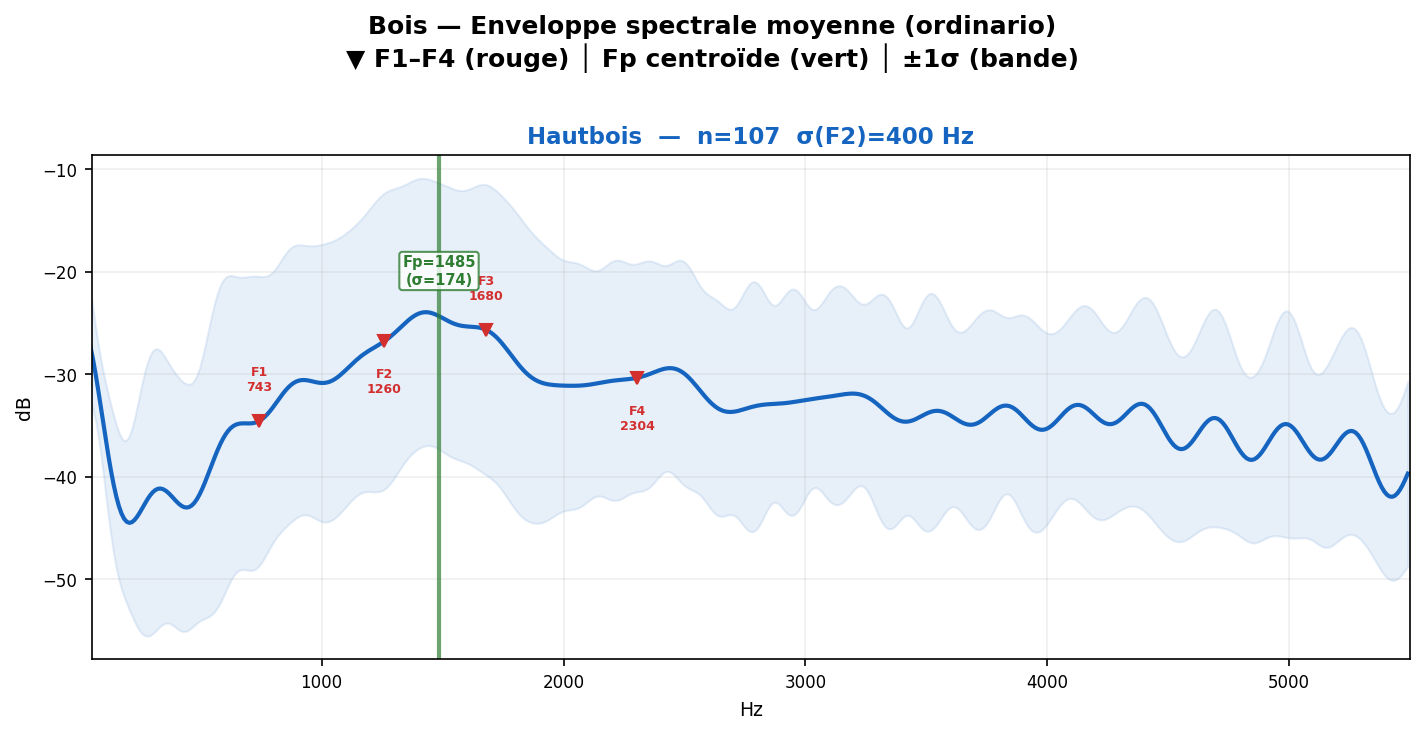 Bois — Enveloppe spectrale moyenne (ordinario)
▼ F1–F4 (rouge) │ Fp centroïde (vert) │ ±1σ (bande)
Hautbois — n=107 σ(F2)=400 Hz
−10
−20
−30
−40
−50
dB
Fp=1485
(σ=174)
F3
1680
F1
743
F2
1260
F4
2304
1000
2000
3000
4000
5000
Hz